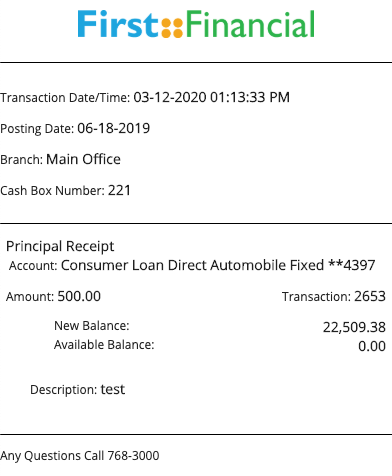 First Financial
Transaction Date/Time: 03-12-2020 01:13:33 PM
Posting Date: 06-18-2019
Branch: Main Office
Cash Box Number: 221
Principal Receipt
Account: Consumer Loan Direct Automobile Fixed **4397
Amount: 500.00 Transaction: 2653
New Balance: 22,509.38
Available Balance: 0.00
Description: test
Any Questions Call 768-3000